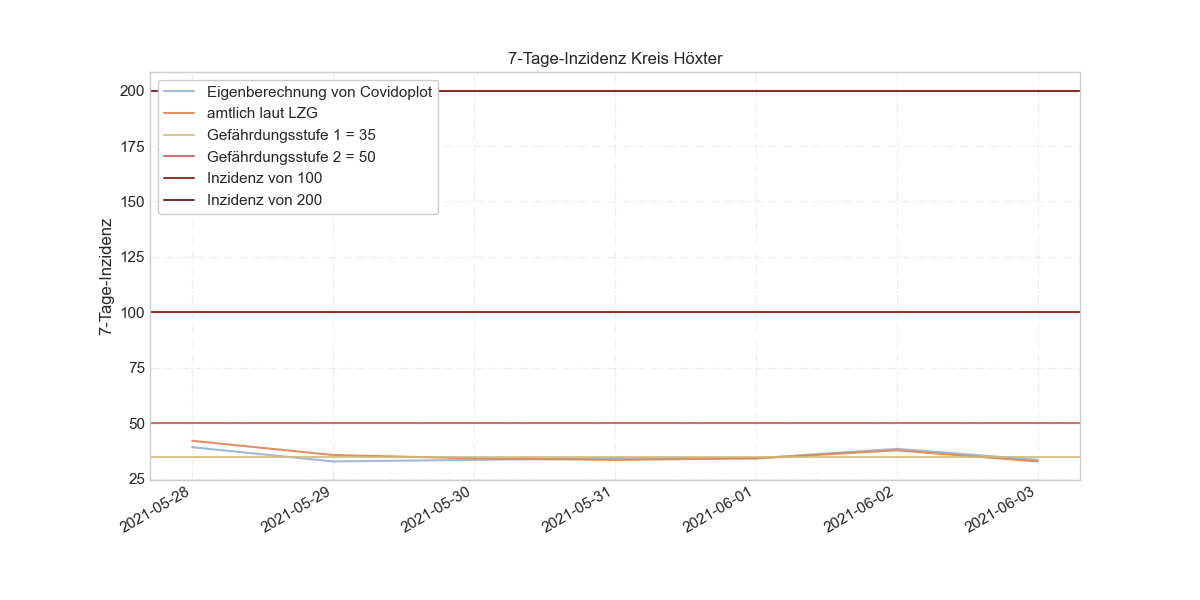 7-Tage-Inzidenz Kreis Höxter
Eigenberechnung von Covidoplot
amtlich laut LZG
Gefährdungsstufe 1 = 35
Gefährdungsstufe 2 = 50
Inzidenz von 100
Inzidenz von 200
7-Tage-Inzidenz
200
175
150
125
100
75
50
25
2021-05-28
2021-05-29
2021-05-30
2021-05-31
2021-06-01
2021-06-02
2021-06-03